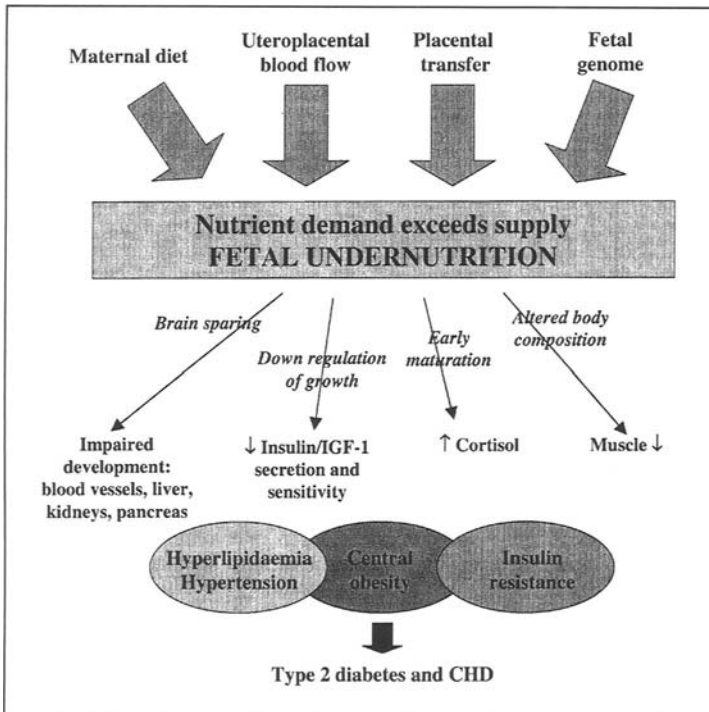 Maternal diet
Uteroplacental
blood flow
Placental
transfer
Fetal
genome
Nutrient demand exceeds supply
FETAL UNDERNUTRITION
Brain sparing
Down regulation
of growth
Early
maturation
Altered body
composition
Impaired
development:
blood vessels, liver,
kidneys, pancreas
↓ Insulin/IGF-1
secretion and
sensitivity
↑ Cortisol
Muscle ↓
Hyperlipidaemia
Hypertension
Central
obesity
Insulin
resistance
Type 2 diabetes and CHD